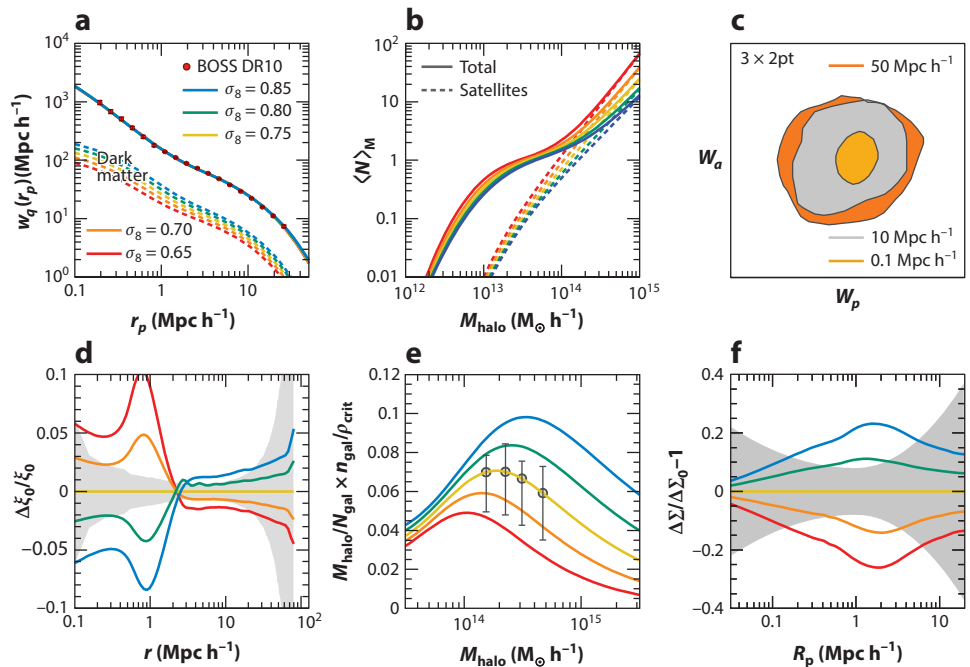 a
w_q(r_p)(Mpc h⁻¹)
10⁴
10³
10²
10¹
10⁰
BOSS DR10
σ₈ = 0.85
σ₈ = 0.80
σ₈ = 0.75
Dark
matter
σ₈ = 0.70
σ₈ = 0.65
0.1
1
10
r_p (Mpc h⁻¹)
b
⟨N⟩_M
10²
10
1
0.1
0.01
Total
Satellites
10¹²
10¹³
10¹⁴
10¹⁵
M_halo (M_⊙ h⁻¹)
c
3 × 2pt
50 Mpc h⁻¹
W_a
10 Mpc h⁻¹
0.1 Mpc h⁻¹
W_p
d
Δξ₀/ξ₀
0.1
0.05
0
−0.05
−0.1
0.1
1
10
10²
r (Mpc h⁻¹)
e
M_halo/N_gal × n_gal/ρ_crit
0.12
0.10
0.08
0.06
0.04
0.02
0
10¹⁴
10¹⁵
M_halo (M_⊙ h⁻¹)
f
ΔΣ/ΔΣ₀−1
0.4
0.2
0
−0.2
−0.4
0.1
1
10
R_p (Mpc h⁻¹)